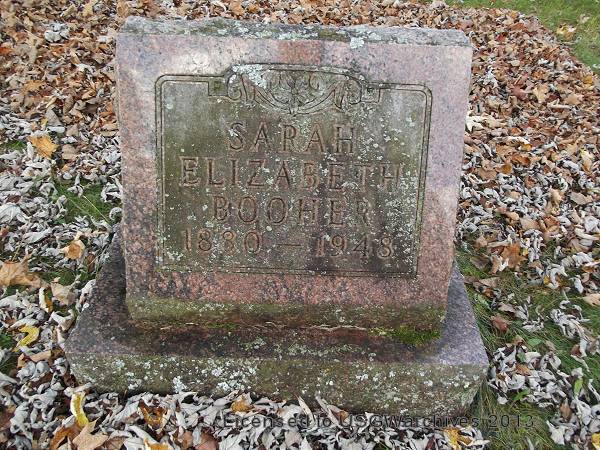 SARAH
ELIZABETH
BOOHER
1880 – 1948
Licensed to USGWarchives 2013